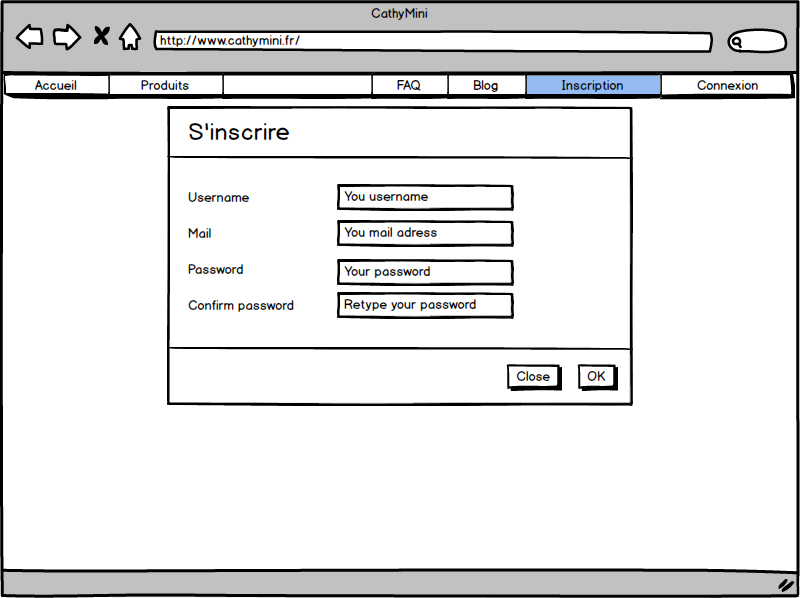 CathyMini
http://www.cathymini.fr/
Accueil Produits FAQ Blog Inscription Connexion
S'inscrire
Username You username
Mail You mail adress
Password Your password
Confirm password Retype your password
Close OK